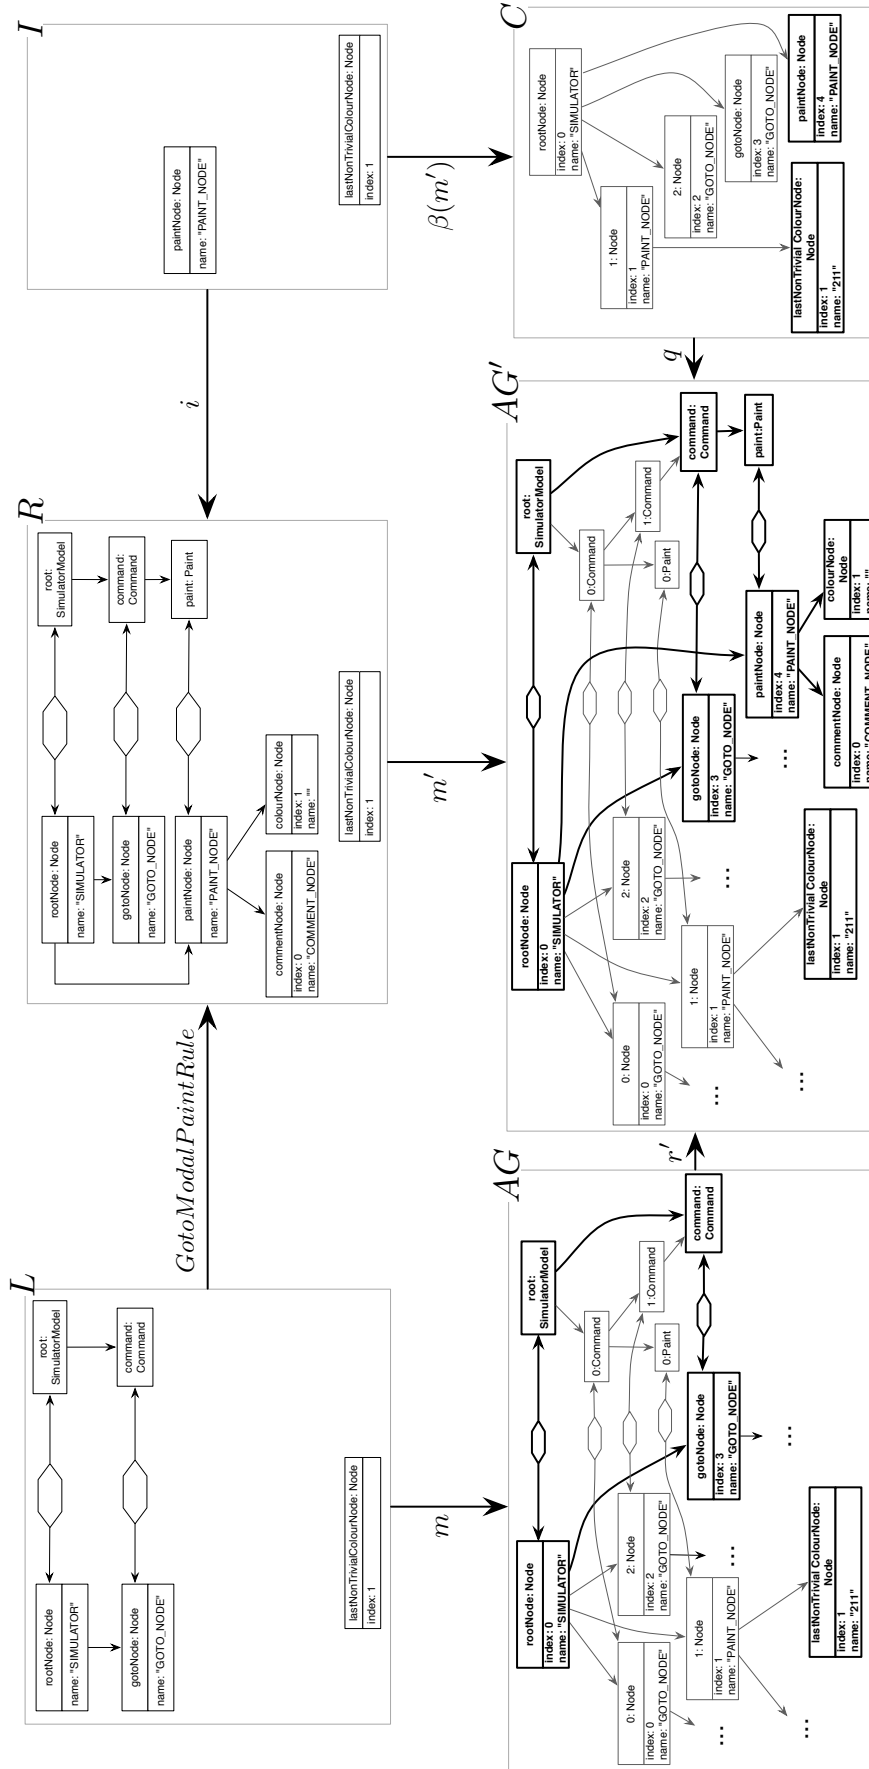 L
rootNode: Node
name: "SIMULATOR"
root:
SimulatorModel
gotoNode: Node
name: "GOTO_NODE"
command:
Command
lastNonTrivialColourNode: Node
index: 1
GotoModalPaintRule
R
rootNode: Node
name: "SIMULATOR"
root:
SimulatorModel
gotoNode: Node
name: "GOTO_NODE"
command:
Command
paintNode: Node
name: "PAINT_NODE"
paint: Paint
commentNode: Node
index: 0
name: "COMMENT_NODE"
colourNode: Node
index: 1
name: ""
lastNonTrivialColourNode: Node
index: 1
i
I
paintNode: Node
name: "PAINT_NODE"
lastNonTrivialColourNode: Node
index: 1
m
m'
β(m')
AG
rootNode: Node
index: 0
name: "SIMULATOR"
root:
SimulatorModel
0:Command
1:Command
0:Paint
command:
Command
0: Node
index: 0
name: "GOTO_NODE"
...
2: Node
index: 2
name: "GOTO_NODE"
...
1: Node
index: 1
name: "PAINT_NODE"
...
gotoNode: Node
index: 3
name: "GOTO_NODE"
...
lastNonTrivial ColourNode:
Node
index: 1
name: "211"
r'
AG'
rootNode: Node
index: 0
name: "SIMULATOR"
root:
SimulatorModel
0:Command
1:Command
0:Paint
command:
Command
paint:Paint
0: Node
index: 0
name: "GOTO_NODE"
...
2: Node
index: 2
name: "GOTO_NODE"
...
1: Node
index: 1
name: "PAINT_NODE"
...
gotoNode: Node
index: 3
name: "GOTO_NODE"
...
paintNode: Node
index: 4
name: "PAINT_NODE"
lastNonTrivial ColourNode:
Node
index: 1
name: "211"
commentNode: Node
index: 0
name: "COMMENT_NODE"
colourNode:
Node
index: 1
name: ""
q
C
rootNode: Node
index: 0
name: "SIMULATOR"
1: Node
index: 1
name: "PAINT_NODE"
2: Node
index: 2
name: "GOTO_NODE"
gotoNode: Node
index: 3
name: "GOTO_NODE"
paintNode: Node
index: 4
name: "PAINT_NODE"
lastNonTrivial ColourNode:
Node
index: 1
name: "211"